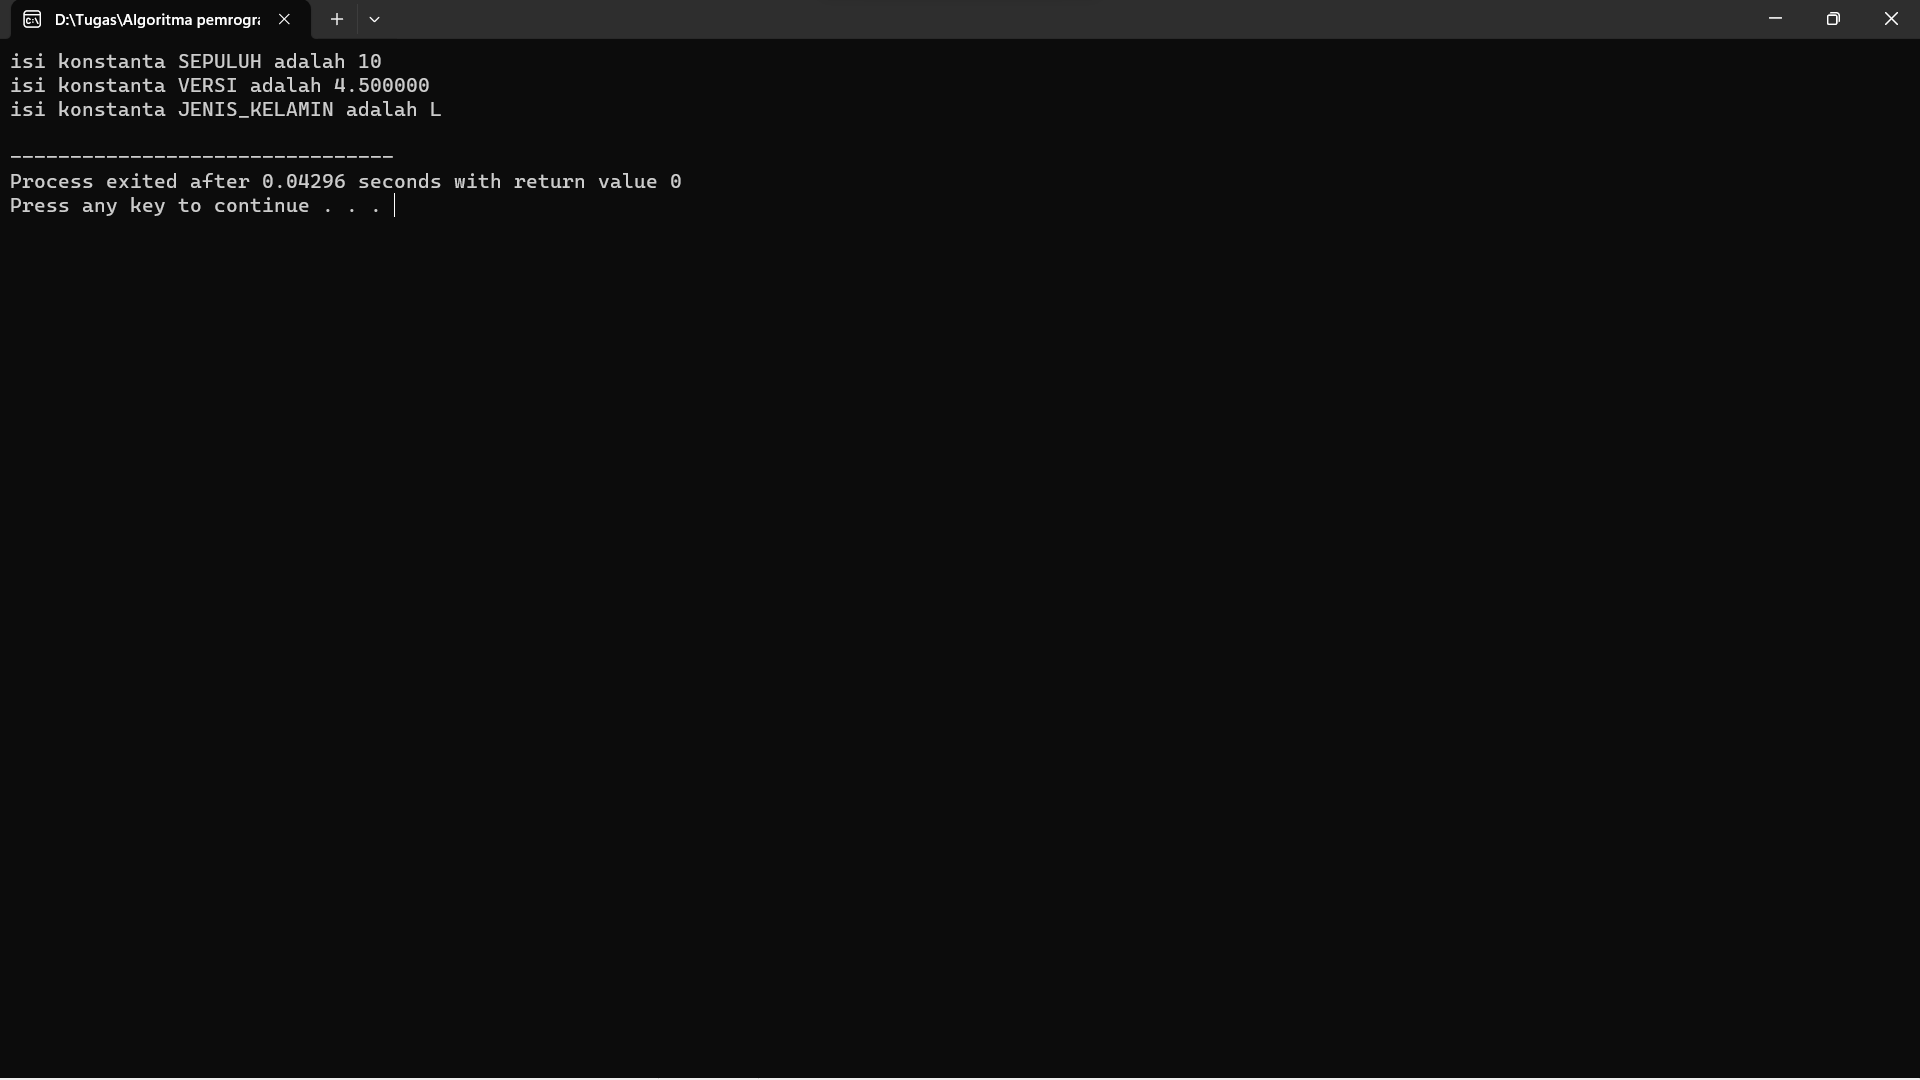 D:\Tugas\Algoritma pemrogra
isi konstanta SEPULUH adalah 10
isi konstanta VERSI adalah 4.500000
isi konstanta JENIS_KELAMIN adalah L
--------------------------------
Process exited after 0.04296 seconds with return value 0
Press any key to continue . . .